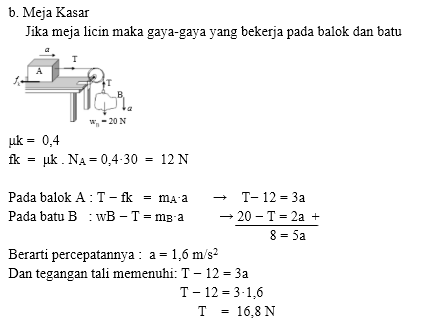 b. Meja Kasar
Jika meja licin maka gaya-gaya yang bekerja pada balok dan batu
a
T
A
fk
T
B
a
wB = 20 N
μk = 0,4
fk = μk . NA = 0,4·30 = 12 N
Pada balok A : T – fk = mA·a → T– 12 = 3a
Pada batu B : wB – T = mB·a → 20 – T = 2a +
8 = 5a
Berarti percepatannya : a = 1,6 m/s²
Dan tegangan tali memenuhi: T – 12 = 3a
T – 12 = 3·1,6
T = 16,8 N